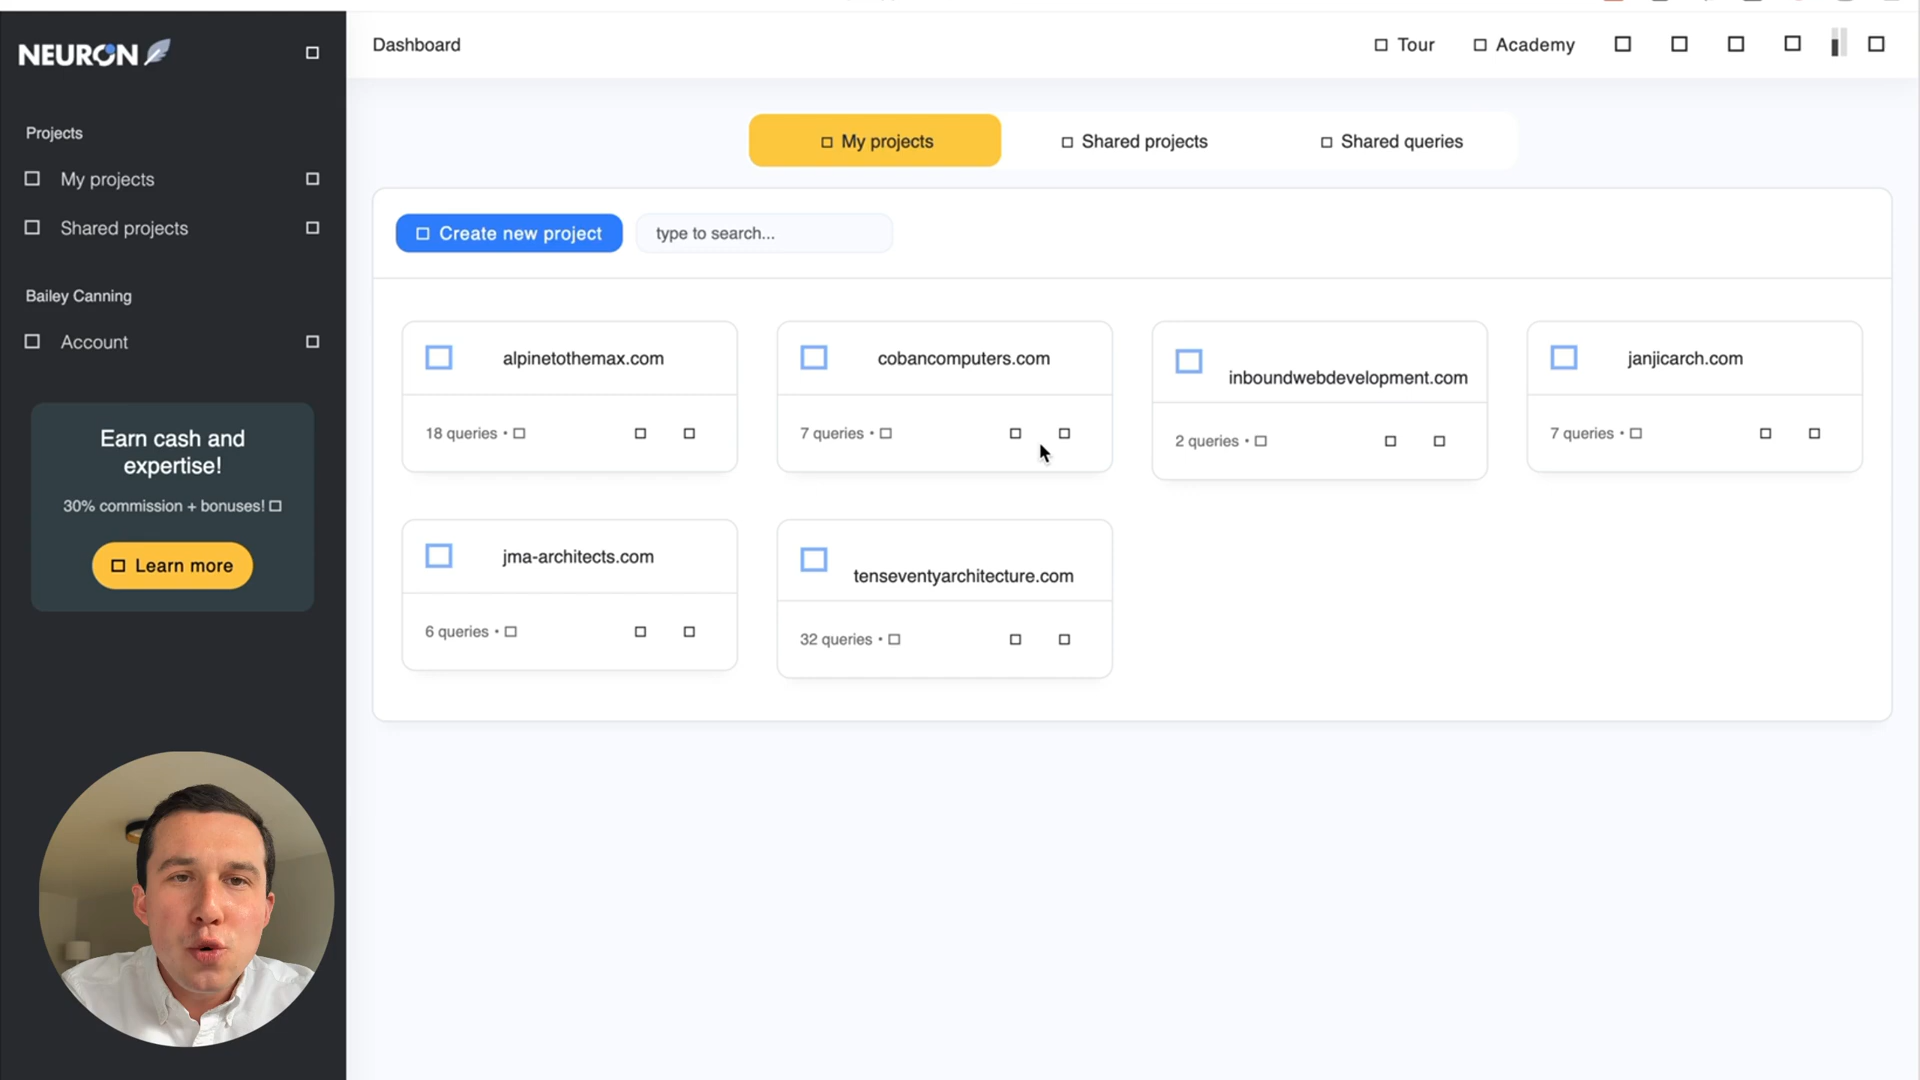 NEURON
Dashboard
Tour
Academy
Projects
My projects
Shared projects
Bailey Canning
Account
Earn cash and
expertise!
30% commission + bonuses!
Learn more
My projects
Shared projects
Shared queries
Create new project
type to search...
alpinetothemax.com
18 queries •
cobancomputers.com
7 queries •
inboundwebdevelopment.com
2 queries •
janjicarch.com
7 queries •
jma-architects.com
6 queries •
tenseventyarchitecture.com
32 queries •